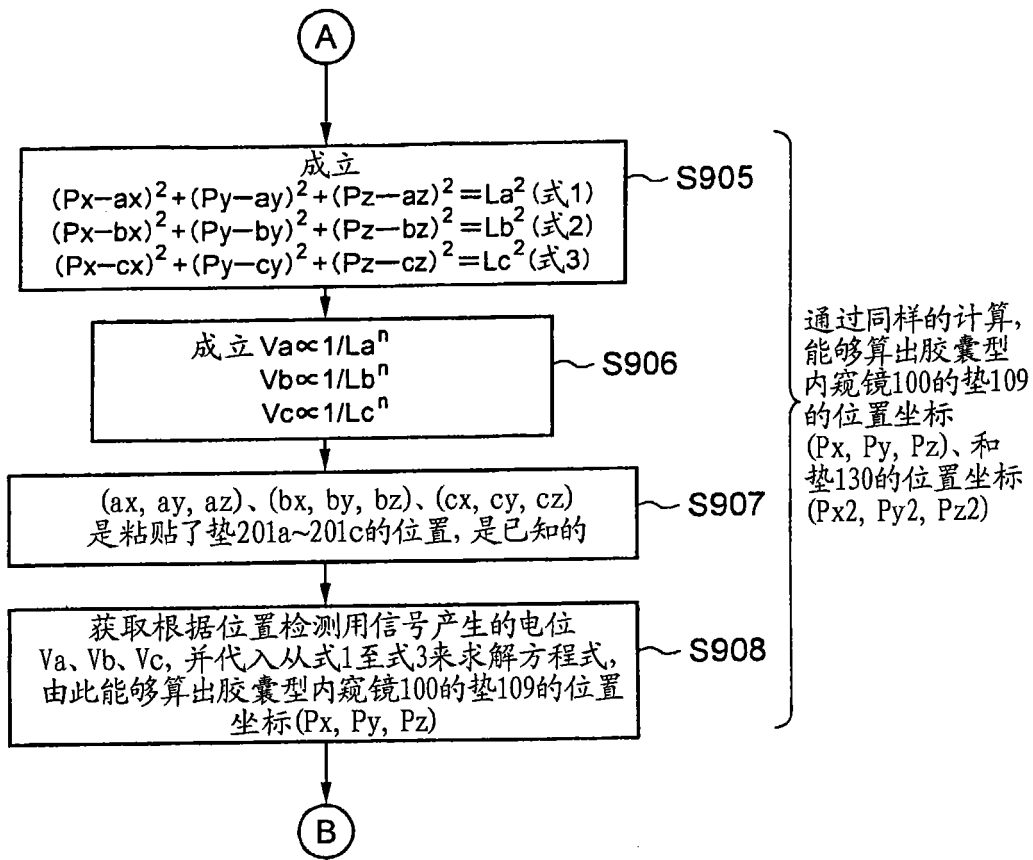 A
成立
(Px−ax)²+(Py−ay)²+(Pz−az)²=La²(式1)
(Px−bx)²+(Py−by)²+(Pz−bz)²=Lb²(式2)
(Px−cx)²+(Py−cy)²+(Pz−cz)²=Lc²(式3)
S905
成立Va∝1/Laⁿ
Vb∝1/Lbⁿ
Vc∝1/Lcⁿ
S906
(ax, ay, az)、(bx, by, bz)、(cx, cy, cz)
是粘贴了垫201a~201c的位置, 是已知的
S907
获取根据位置检测用信号产生的电位
Va、Vb、Vc, 并代入从式1至式3来求解方程式,
由此能够算出胶囊型内窥镜100的垫109的位置
坐标(Px, Py, Pz)
S908
B
通过同样的计算,
能够算出胶囊型
内窥镜100的垫109
的位置坐标
(Px, Py, Pz)、和
垫130的位置坐标
(Px2, Py2, Pz2)